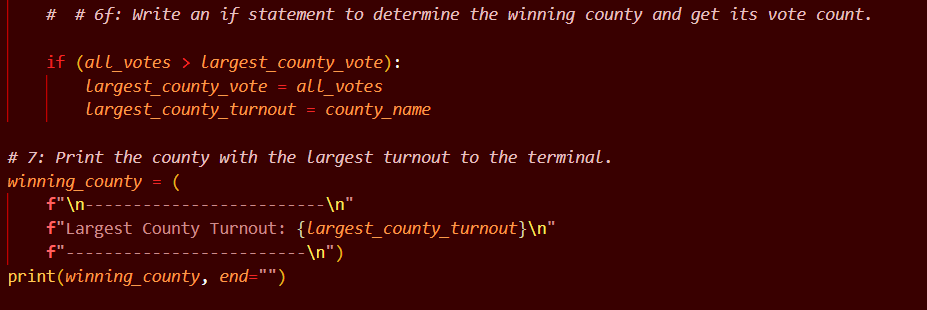 #  # 6f: Write an if statement to determine the winning county and get its vote count.
if (all_votes > largest_county_vote):
largest_county_vote = all_votes
largest_county_turnout = county_name
# 7: Print the county with the largest turnout to the terminal.
winning_county = (
f"\n-------------------------\n"
f"Largest County Turnout: {largest_county_turnout}\n"
f"-------------------------\n")
print(winning_county, end="")